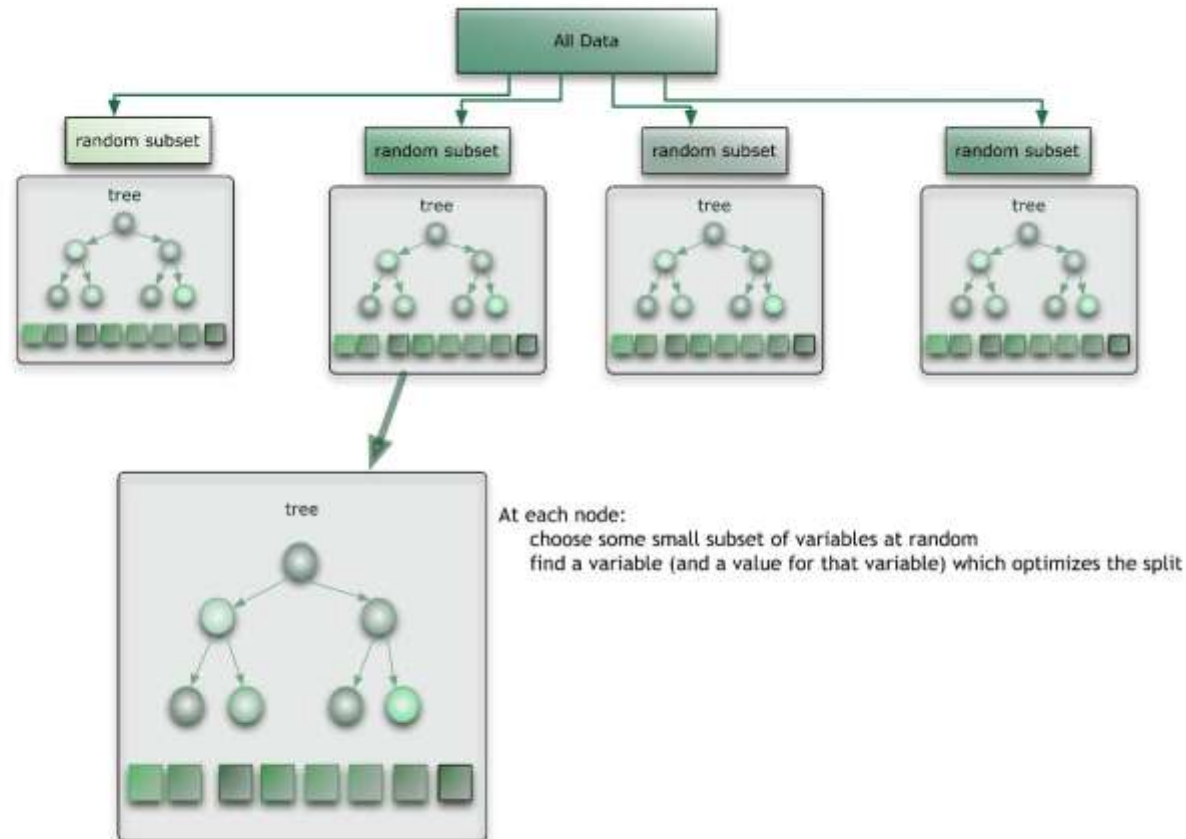 All Data
random subset
random subset
random subset
random subset
tree
tree
tree
tree
tree
At each node:
choose some small subset of variables at random
find a variable (and a value for that variable) which optimizes the split